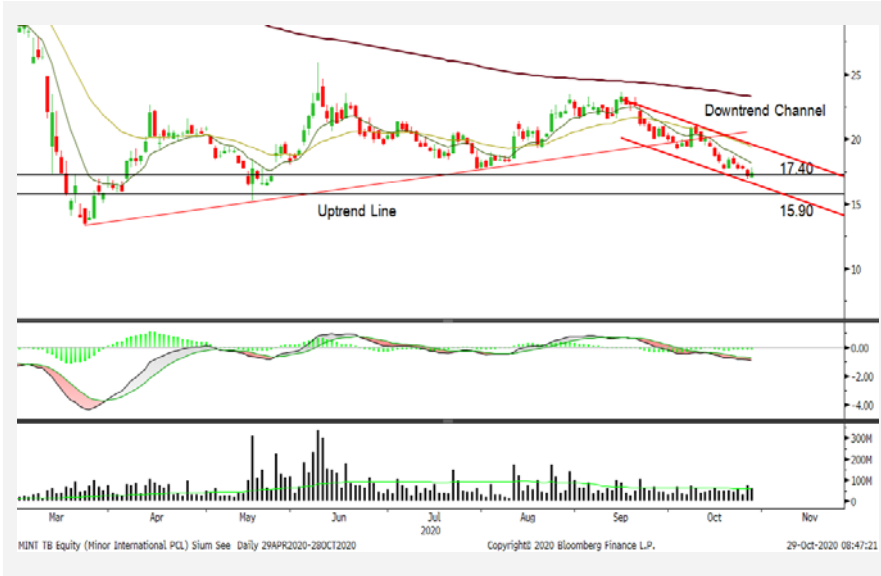 25
Downtrend Channel
20
17.40
Uptrend Line
15.90
15
10
0.00
-2.00
-4.00
300M
200M
100M
0
Mar Apr May Jun Jul Aug Sep Oct Nov
2020
MINT TB Equity (Minor International PCL) Sium See Daily 29APR2020-28OCT2020 Copyright© 2020 Bloomberg Finance L.P. 29-Oct-2020 08:47:21